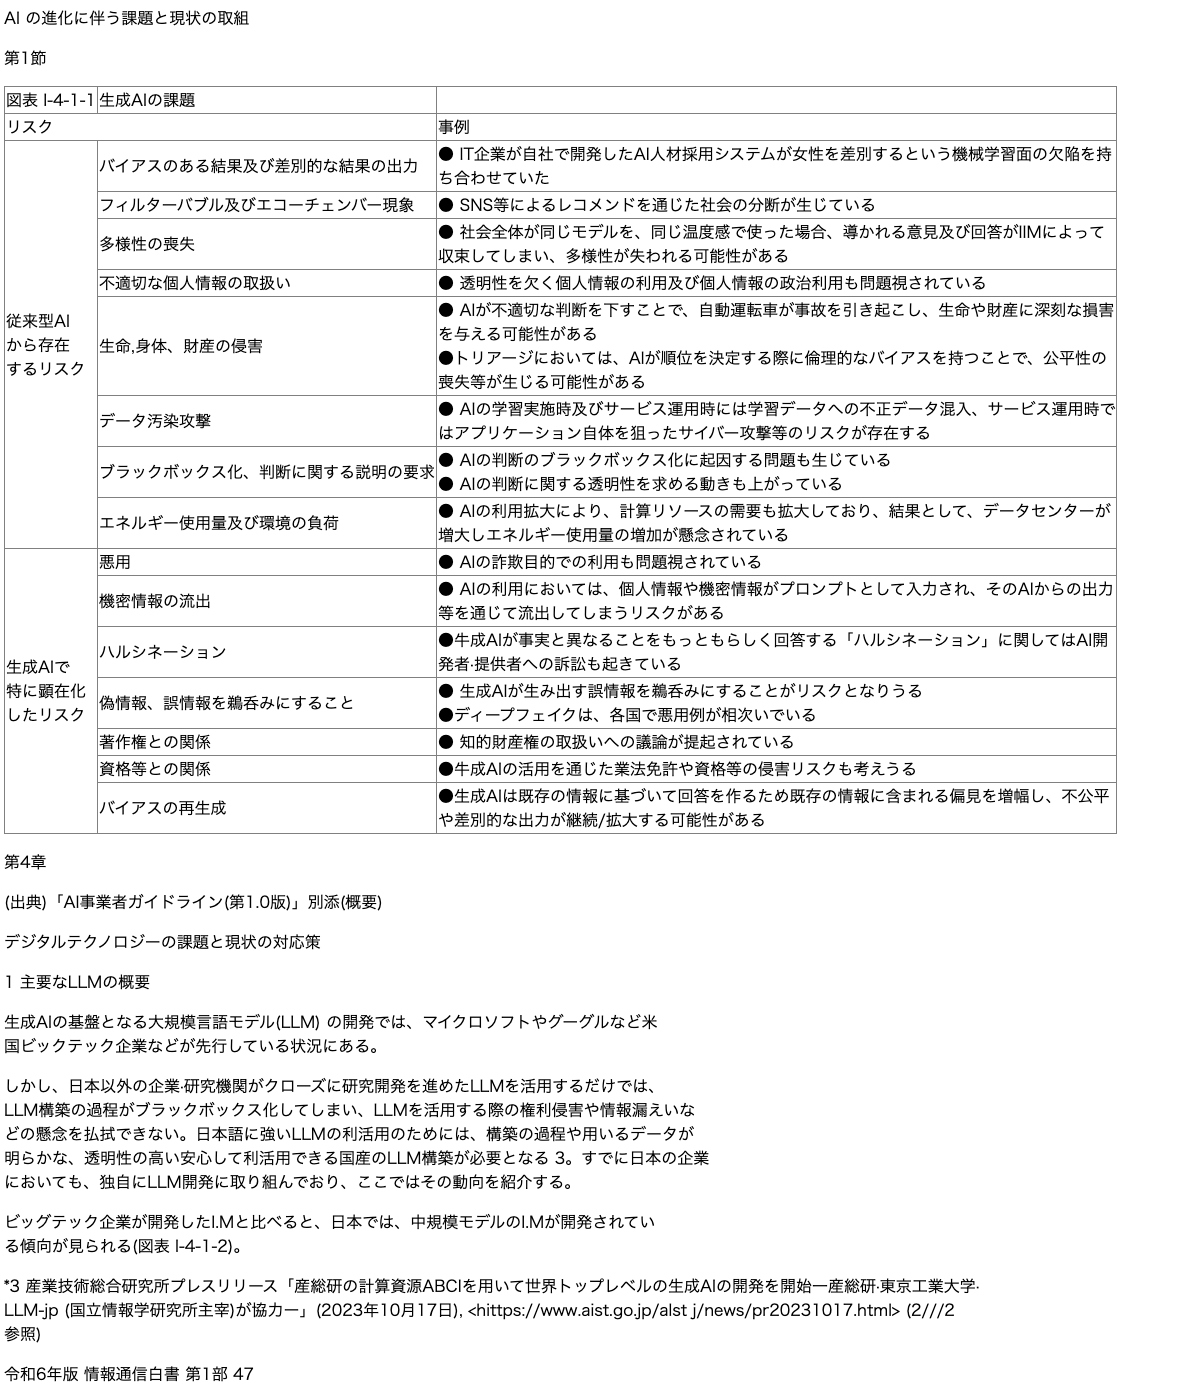 AI の進化に伴う課題と現状の取組
第1節
図表 I-4-1-1 生成AIの課題
リスク 事例
従来型AI
から存在
するリスク
バイアスのある結果及び差別的な結果の出力
● IT企業が自社で開発したAI人材採用システムが女性を差別するという機械学習面の欠陥を持
ち合わせていた
フィルターバブル及びエコーチェンバー現象
● SNS等によるレコメンドを通じた社会の分断が生じている
多様性の喪失
● 社会全体が同じモデルを、同じ温度感で使った場合、導かれる意見及び回答がlIMによって
収束してしまい、多様性が失われる可能性がある
不適切な個人情報の取扱い
● 透明性を欠く個人情報の利用及び個人情報の政治利用も問題視されている
生命,身体、財産の侵害
● AIが不適切な判断を下すことで、自動運転車が事故を引き起こし、生命や財産に深刻な損害
を与える可能性がある
●トリアージにおいては、AIが順位を決定する際に倫理的なバイアスを持つことで、公平性の
喪失等が生じる可能性がある
データ汚染攻撃
● AIの学習実施時及びサービス運用時には学習データへの不正データ混入、サービス運用時で
はアプリケーション自体を狙ったサイバー攻撃等のリスクが存在する
ブラックボックス化、判断に関する説明の要求
● AIの判断のブラックボックス化に起因する問題も生じている
● AIの判断に関する透明性を求める動きも上がっている
エネルギー使用量及び環境の負荷
● AIの利用拡大により、計算リソースの需要も拡大しており、結果として、データセンターが
増大しエネルギー使用量の増加が懸念されている
生成AIで
特に顕在化
したリスク
悪用
● AIの詐欺目的での利用も問題視されている
機密情報の流出
● AIの利用においては、個人情報や機密情報がプロンプトとして入力され、そのAIからの出力
等を通じて流出してしまうリスクがある
ハルシネーション
●牛成AIが事実と異なることをもっともらしく回答する「ハルシネーション」に関してはAI開
発者·提供者への訴訟も起きている
偽情報、誤情報を鵜呑みにすること
● 生成AIが生み出す誤情報を鵜呑みにすることがリスクとなりうる
●ディープフェイクは、各国で悪用例が相次いでいる
著作権との関係
● 知的財産権の取扱いへの議論が提起されている
資格等との関係
●牛成AIの活用を通じた業法免許や資格等の侵害リスクも考えうる
バイアスの再生成
●生成AIは既存の情報に基づいて回答を作るため既存の情報に含まれる偏見を増幅し、不公平
や差別的な出力が継続/拡大する可能性がある
第4章
(出典)「AI事業者ガイドライン(第1.0版)」別添(概要)
デジタルテクノロジーの課題と現状の対応策
1 主要なLLMの概要
生成AIの基盤となる大規模言語モデル(LLM) の開発では、マイクロソフトやグーグルなど米
国ビックテック企業などが先行している状況にある。
しかし、日本以外の企業·研究機関がクローズに研究開発を進めたLLMを活用するだけでは、
LLM構築の過程がブラックボックス化してしまい、LLMを活用する際の権利侵害や情報漏えいな
どの懸念を払拭できない。日本語に強いLLMの利活用のためには、構築の過程や用いるデータが
明らかな、透明性の高い安心して利活用できる国産のLLM構築が必要となる 3。すでに日本の企業
においても、独自にLLM開発に取り組んでおり、ここではその動向を紹介する。
ビッグテック企業が開発したI.Mと比べると、日本では、中規模モデルのI.Mが開発されてい
る傾向が見られる(図表 I-4-1-2)。
*3 産業技術総合研究所プレスリリース「産総研の計算資源ABCIを用いて世界トップレベルの生成AIの開発を開始一産総研·東京工業大学·
LLM-jp (国立情報学研究所主宰)が協力ー」(2023年10月17日), <hittps://www.aist.go.jp/alst j/news/pr20231017.html> (2///2
参照)
令和6年版 情報通信白書 第1部 47